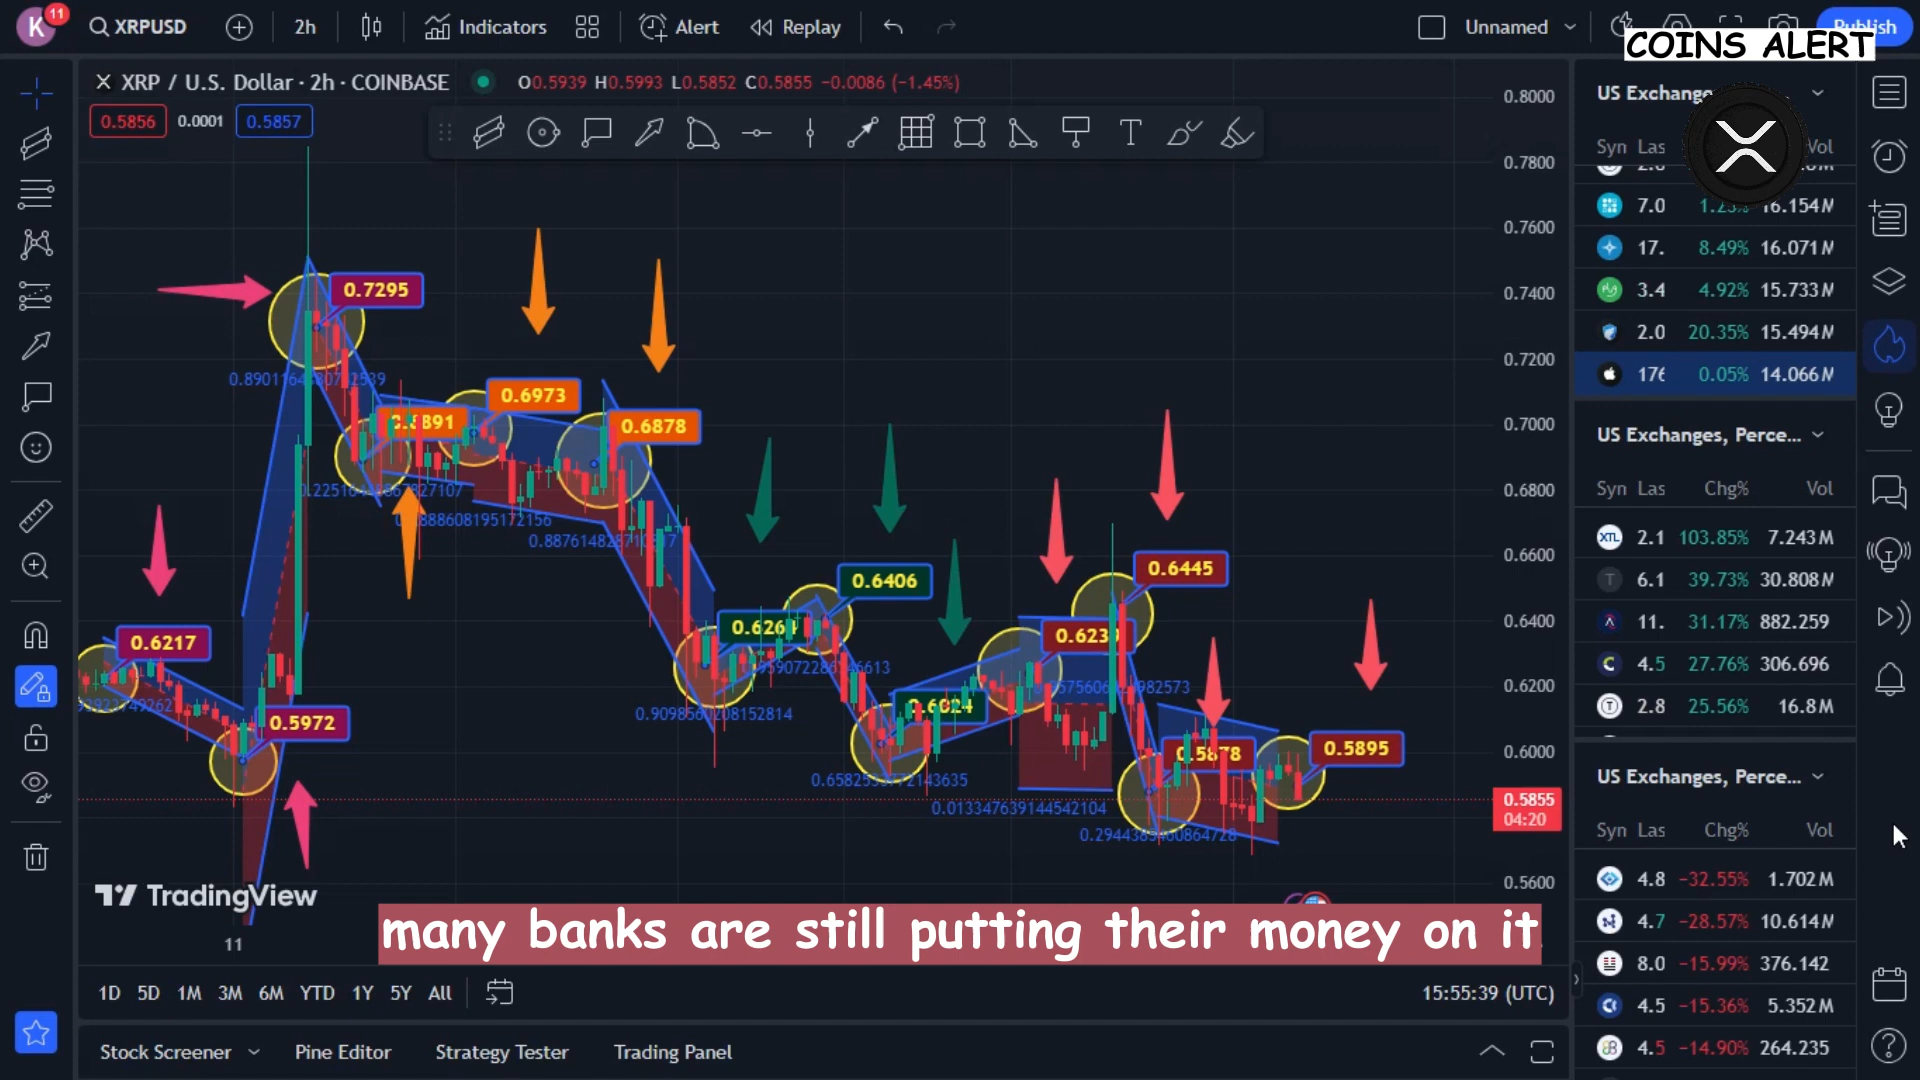 K
11
XRPUSD
2h
Indicators
Alert
Replay
Unnamed
COINS ALERT
XRP / U.S. Dollar · 2h · COINBASE
O0.5939 H0.5993 L0.5852 C0.5855 −0.0086 (−1.45%)
0.5856 0.0001 0.5857
T
0.8000
0.7800
0.7600
0.7400
0.7200
0.7000
0.6800
0.6600
0.6400
0.6200
0.6000
0.5855
04:20
0.5600
0.7295
0.6973
0.6878
0.6406
0.6445
0.6217
0.5972
0.5895
0.9098560208152814
0.013347639144542104
TradingView
11
many banks are still putting their money on it
1D 5D 1M 3M 6M YTD 1Y 5Y All
15:55:39 (UTC)
Stock Screener Pine Editor Strategy Tester Trading Panel
US Exchange
Syn Las Vol
7.0 16.154M
17. 8.49% 16.071M
3.4 4.92% 15.733M
2.0 20.35% 15.494M
176 0.05% 14.066M
US Exchanges, Perce...
Syn Las Chg% Vol
XTL 2.1 103.85% 7.243M
T 6.1 39.73% 30.808M
11. 31.17% 882.259
4.5 27.76% 306.696
2.8 25.56% 16.8M
US Exchanges, Perce...
Syn Las Chg% Vol
4.8 −32.55% 1.702M
4.7 −28.57% 10.614M
8.0 −15.99% 376.142
4.5 −15.36% 5.352M
4.5 −14.90% 264.235